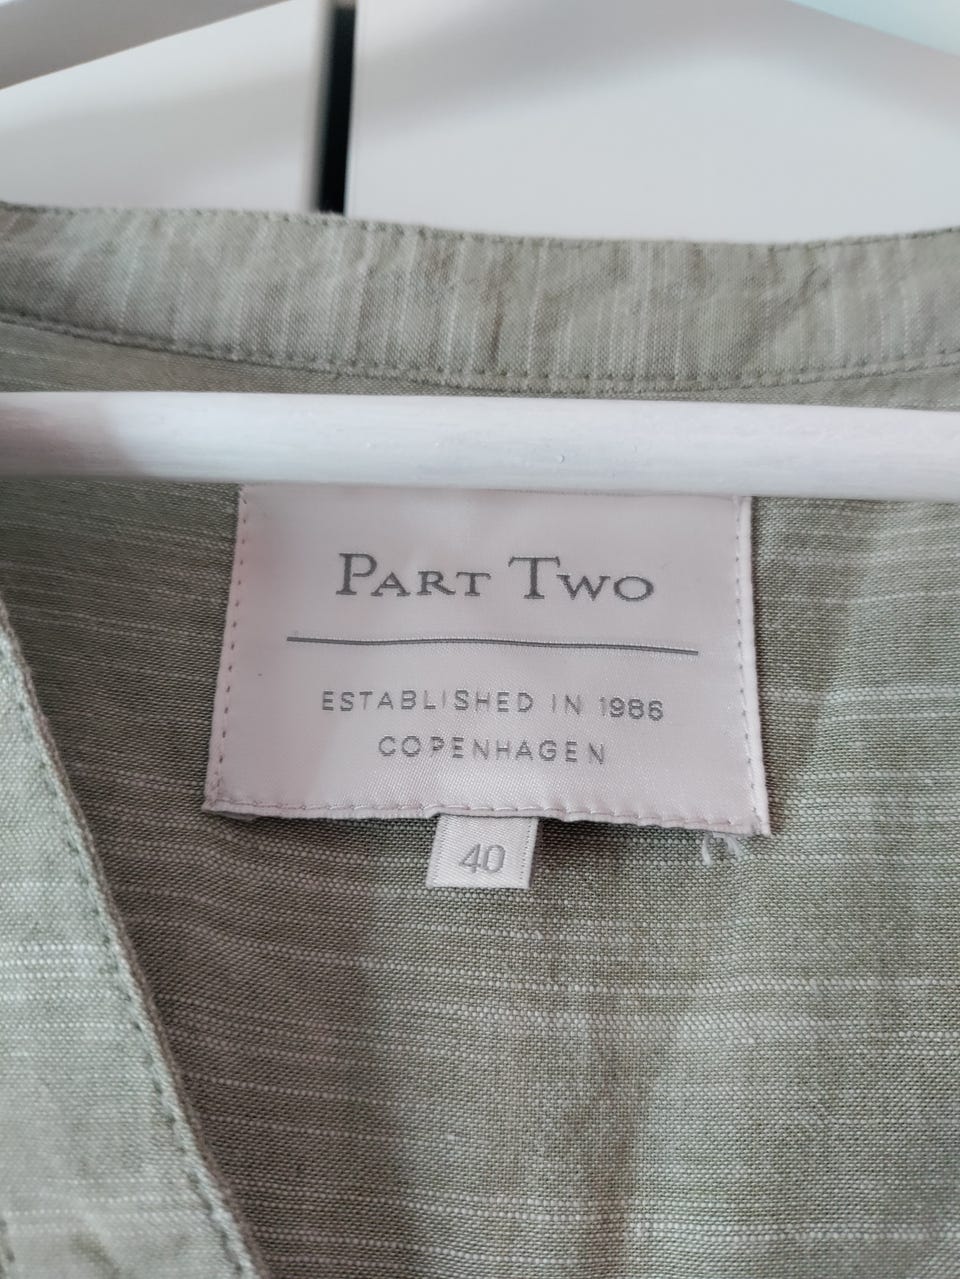 PART TWO
ESTABLISHED IN 1986
COPENHAGEN
40